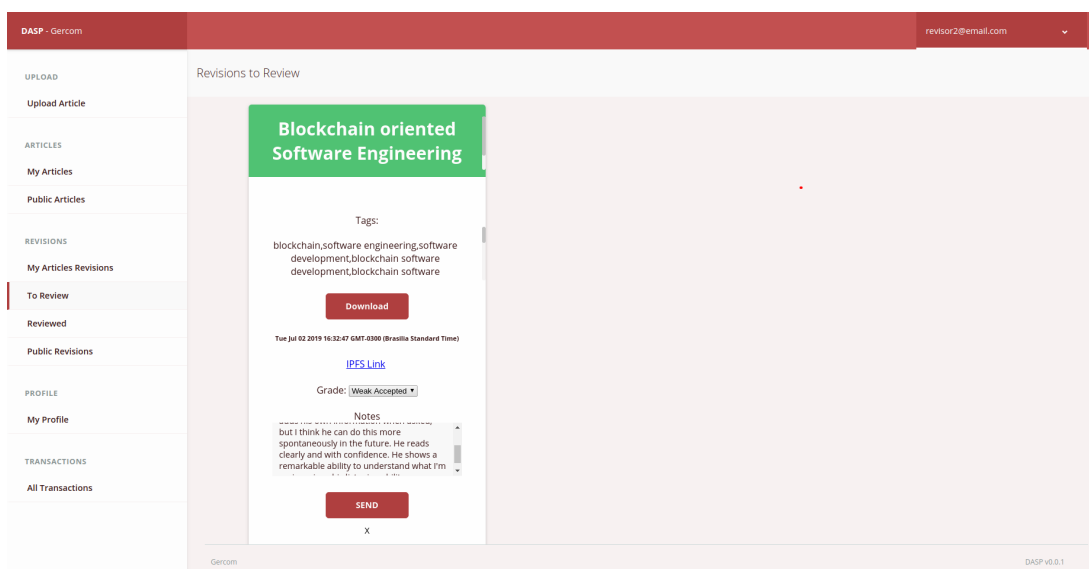 DASP - Gercom
revisor2@email.com
UPLOAD
Upload Article
ARTICLES
My Articles
Public Articles
REVISIONS
My Articles Revisions
To Review
Reviewed
Public Revisions
PROFILE
My Profile
TRANSACTIONS
All Transactions
Revisions to Review
Blockchain oriented
Software Engineering
Tags:
blockchain,software engineering,software
development,blockchain software
development,blockchain software
Download
Tue Jul 02 2019 16:32:47 GMT-0300 (Brasilia Standard Time)
IPFS Link
Grade: Weak Accepted
Notes
but I think he can do this more
spontaneously in the future. He reads
clearly and with confidence. He shows a
remarkable ability to understand what I'm
SEND
X
Gercom
DASP v0.0.1